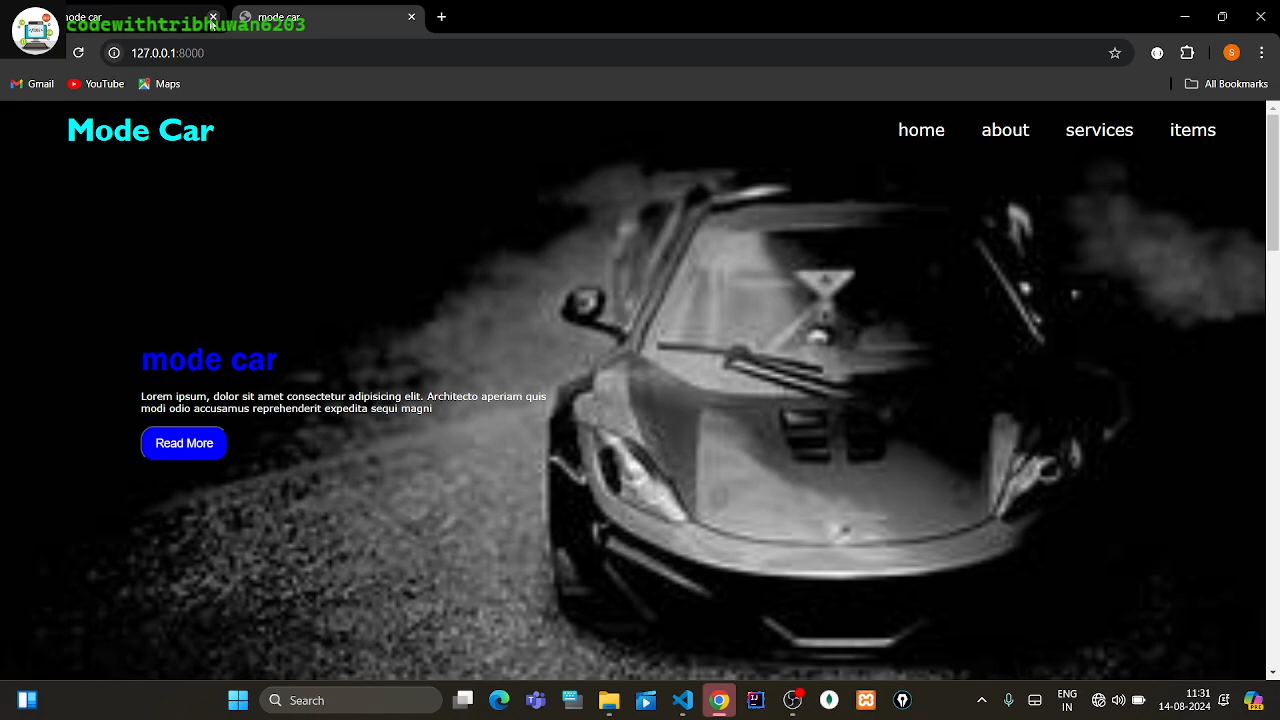 mode car
mode car
codewithtribhuwan6203
127.0.0.1:8000
S
Gmail
YouTube
Maps
All Bookmarks
Mode Car
home
about
services
items
mode car
Lorem ipsum, dolor sit amet consectetur adipisicing elit. Architecto aperiam quis
modi odio accusamus reprehenderit expedita sequi magni
Read More
Search
ENG
IN
11:31
14-08-2024